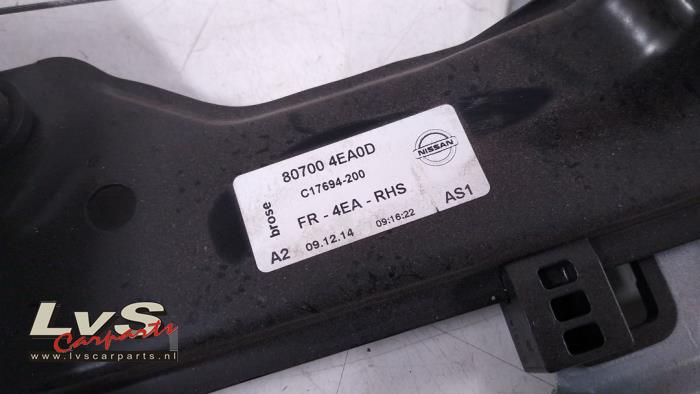 80700 4EA0D
NISSAN
C17694-200
brose
FR - 4EA - RHS
A2 09.12.14 09:16:22 AS1
LvS
Carparts
www.lvscarparts.nl